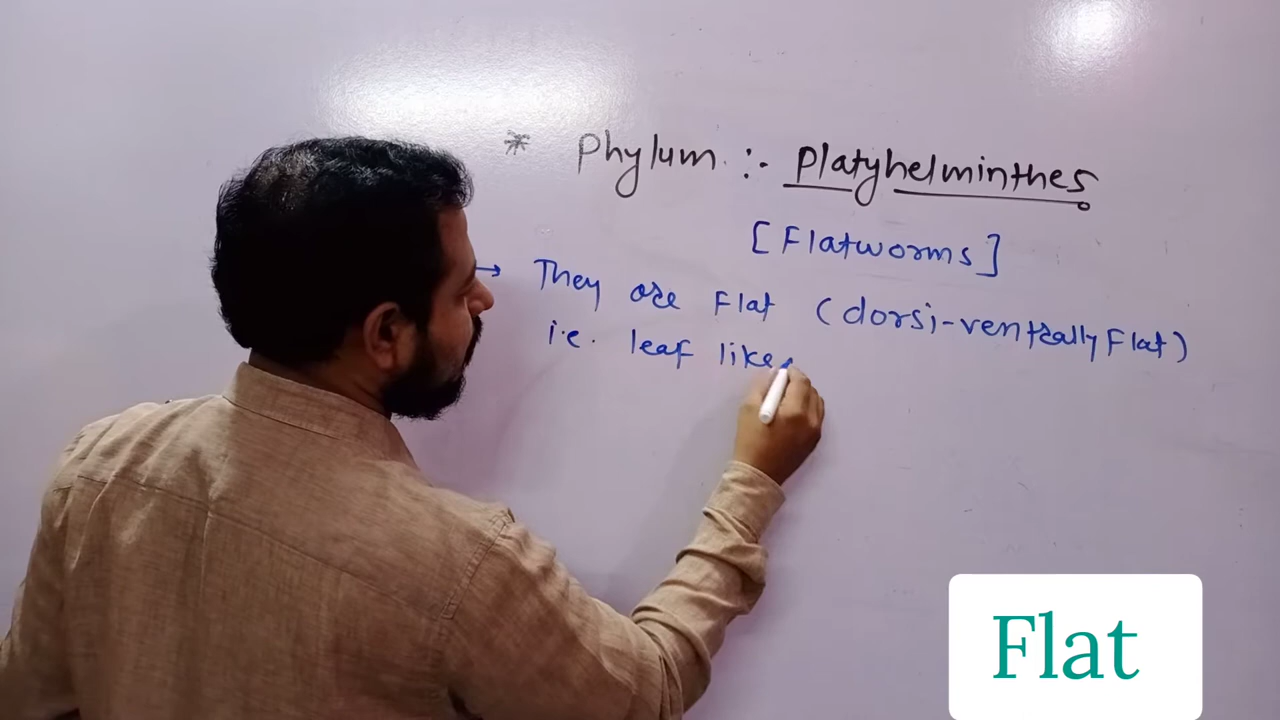 * Phylum :- Platyhelminthes
[Flatworms]
→ They are Flat (dorsi-ventrally Flat)
i.e. leaf like
Flat